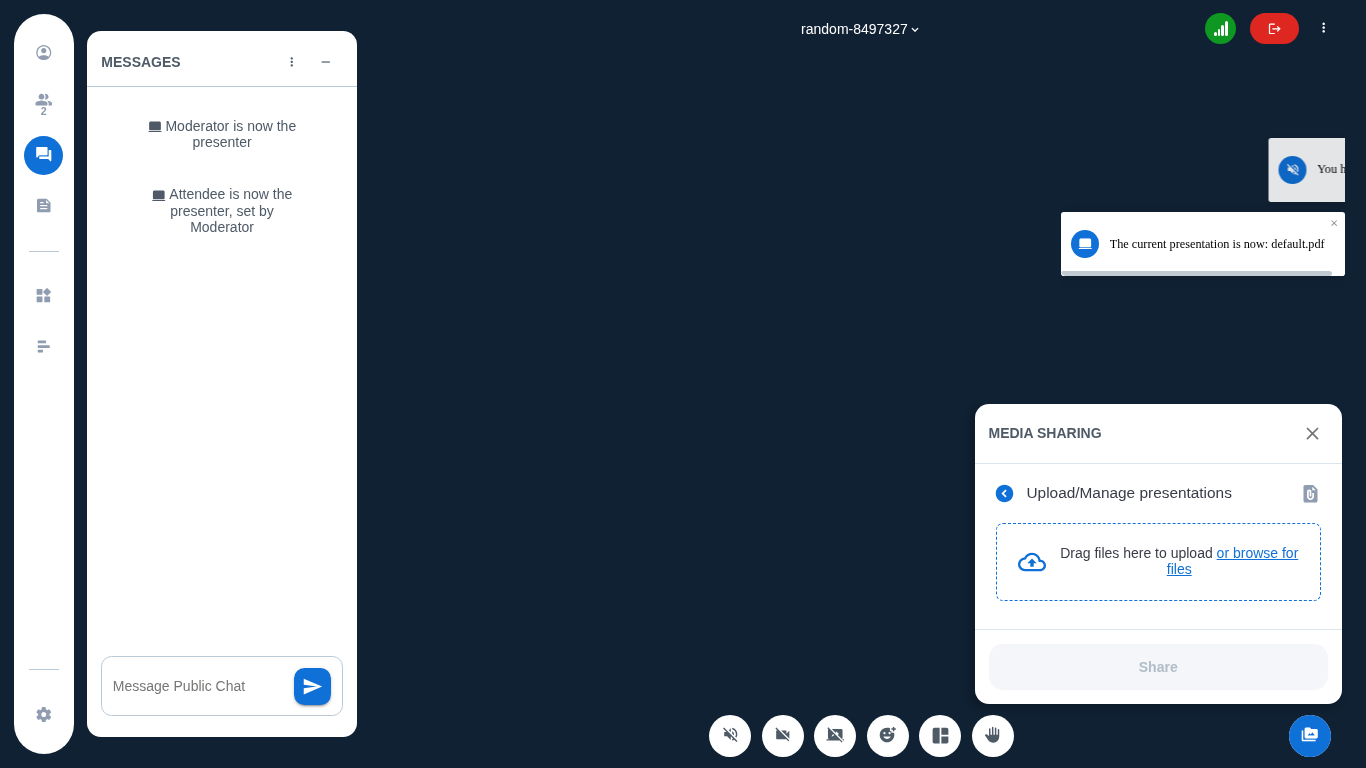 random-8497327
MESSAGES
2
Moderator is now the
presenter
Attendee is now the
presenter, set by
Moderator
Message Public Chat
You h
The current presentation is now: default.pdf
MEDIA SHARING
Upload/Manage presentations
Drag files here to upload or browse for
files
Share